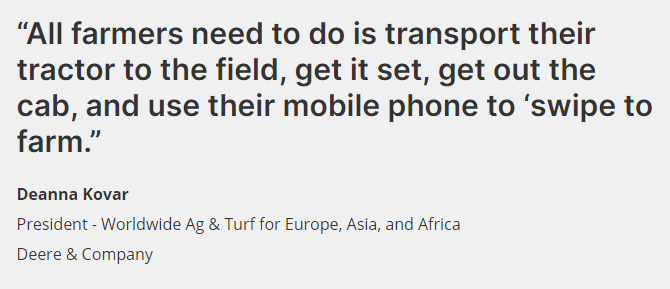 “All farmers need to do is transport their
tractor to the field, get it set, get out the
cab, and use their mobile phone to ‘swipe to
farm.”
Deanna Kovar
President - Worldwide Ag & Turf for Europe, Asia, and Africa
Deere & Company